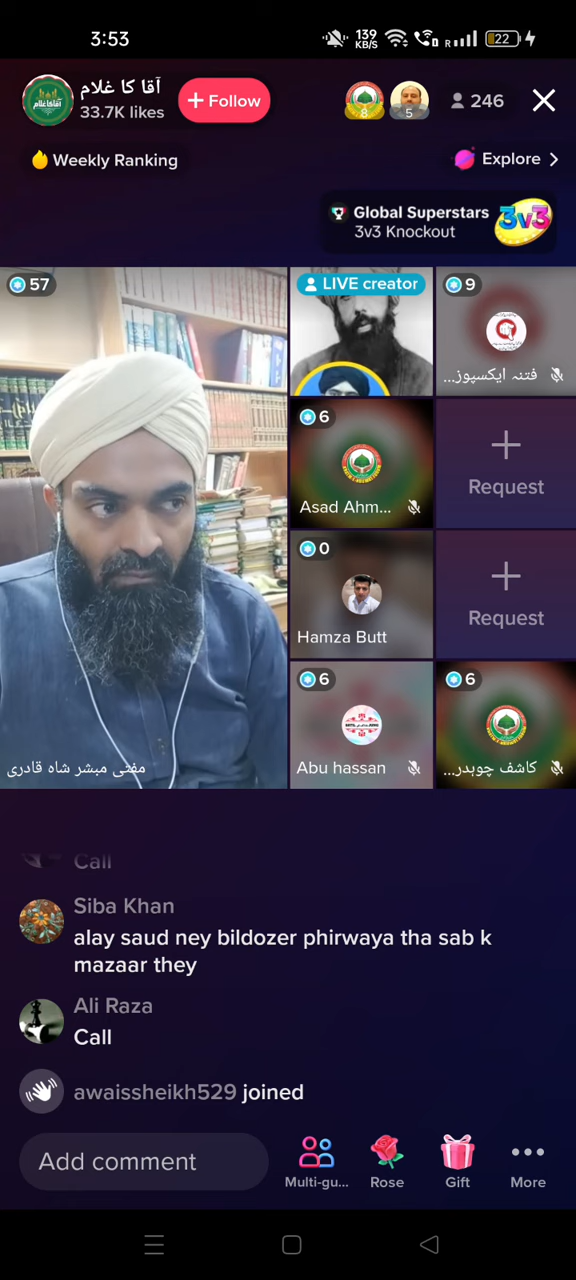 3:53
139
KB/S
R
22
آقا کا غلام
33.7K likes
+ Follow
8
5
246
Weekly Ranking
Explore
Global Superstars
3v3 Knockout
3v3
57
LIVE creator
9
فتنہ ایکسپوز...
6
Asad Ahm...
Request
0
Hamza Butt
Request
6
Abu hassan
6
کاشف چوہدر...
مفتی مبشر شاہ قادری
Call
Siba Khan
alay saud ney bildozer phirwaya tha sab k
mazaar they
Ali Raza
Call
awaissheikh529 joined
Add comment
Multi-gu...
Rose
Gift
More